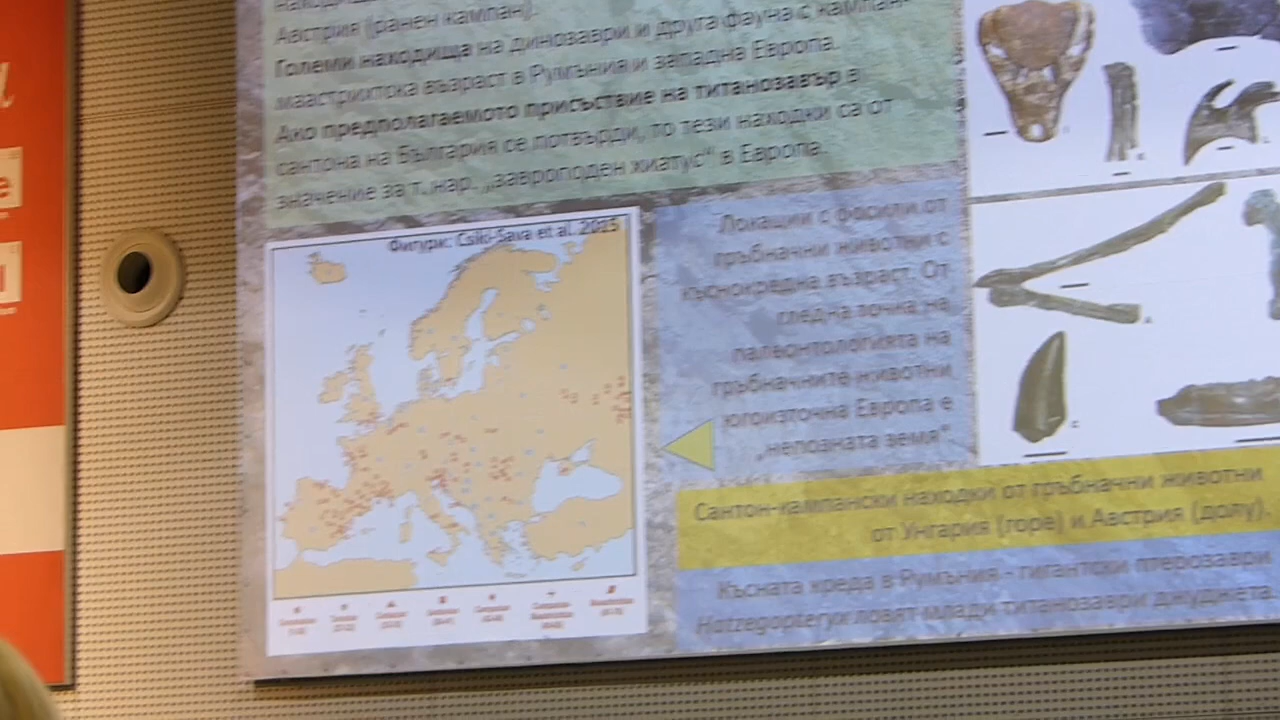 Австрия (ранен кампан).
Големи находища на динозаври и друга фауна с кампан-
маастрихтска възраст в Румъния и западна Европа.
Ако предполагаемото присъствие на титанозавър в
сантона на България се потвърди, то тези находки са от
значение за т. нар. „завроподен хиатус“ в Европа.
Фигури: Csiki-Sava et al. 2015
Локации с фосили от
гръбначни животни с
къснокредна възраст. От
гледна точка на
палеонтологията на
гръбначните животни
югоизточна Европа е
„непозната земя“
Сантон-кампански находки от гръбначни животни
от Унгария (горе) и Австрия (долу).
Късната креда в Румъния - гигантски птерозаври
Hatzegopteryx ловят млади титанозаври джуджета.